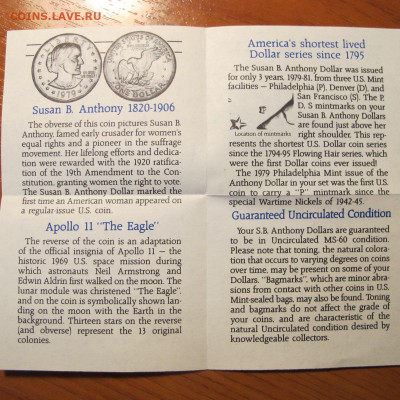 COINS.LAVE.RU
LIBERTY
1979
ONE DOLLAR
Susan B. Anthony 1820-1906
The obverse of this coin pictures Susan B.
Anthony, famed early crusader for women's
equal rights and a pioneer in the suffrage
movement. Her lifelong efforts and dedica-
tion were rewarded with the 1920 ratifica-
tion of the 19th Amendment to the Con-
stitution, granting women the right to vote.
The Susan B. Anthony Dollar marked the
first time an American woman appeared on
a regular-issue U.S. coin.
Apollo 11 "The Eagle"
The reverse of the coin is an adaptation
of the official insignia of Apollo 11 — the
historic 1969 U.S. space mission during
which astronauts Neil Armstrong and
Edwin Aldrin first walked on the moon. The
lunar module was christened "The Eagle",
and on the coin is symbolically shown land-
ing on the moon with the Earth in the
background. Thirteen stars on the reverse
(and obverse) represent the 13 original
colonies.
America's shortest lived
Dollar series since 1795
The Susan B. Anthony Dollar was issued
for only 3 years, 1979-81, from three U.S. Mint
facilities — Philadelphia (P), Denver (D), and
San Francisco (S). The P,
D, S mintmarks on your
Susan B. Anthony Dollars
are found just above her
Location of mintmarks
right shoulder. This rep-
resents the shortest U.S. Dollar coin series
since the 1794-95 Flowing Hair series, which
were the first Dollar coins ever issued!
The 1979 Philadelphia Mint issue of the
Anthony Dollar in your set was the first U.S.
coin to carry a "P" mintmark since the
special Wartime Nickels of 1942-45.
Guaranteed Uncirculated Condition
Your S.B. Anthony Dollars are guaranteed
to be in Uncirculated MS-60 condition.
Please note that toning, the natural colora-
tion that occurs to varying degrees on coins
over time, may be present on some of your
Dollars. "Bagmarks", which are minor abra-
sions from contact with other coins in U.S.
Mint-sealed bags, may also be found. Toning
and bagmarks do not affect the grade of
your coins, and are characteristic of the
natural Uncirculated condition desired by
knowledgeable collectors.